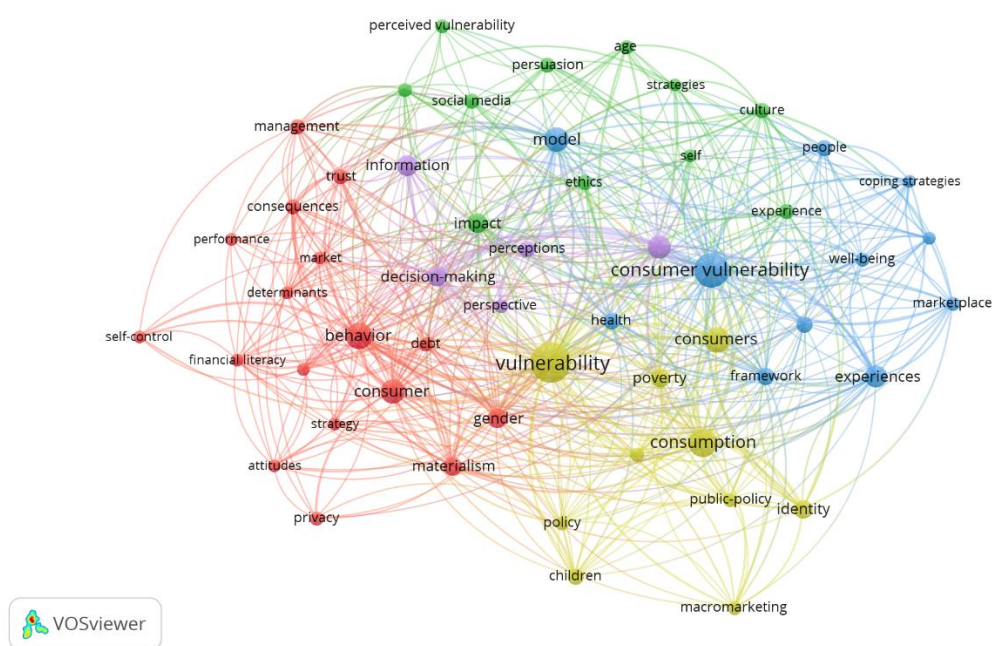 perceived vulnerability
age
persuasion
strategies
social media
culture
management
model
people
information
self
trust
ethics
coping strategies
consequences
impact
experience
performance
perceptions
market
decision-making
consumer vulnerability
well-being
determinants
perspective
marketplace
health
self-control
behavior
debt
consumers
financial literacy
vulnerability
poverty
framework
experiences
consumer
gender
strategy
consumption
attitudes
materialism
public-policy
identity
privacy
policy
children
macromarketing
VOSviewer